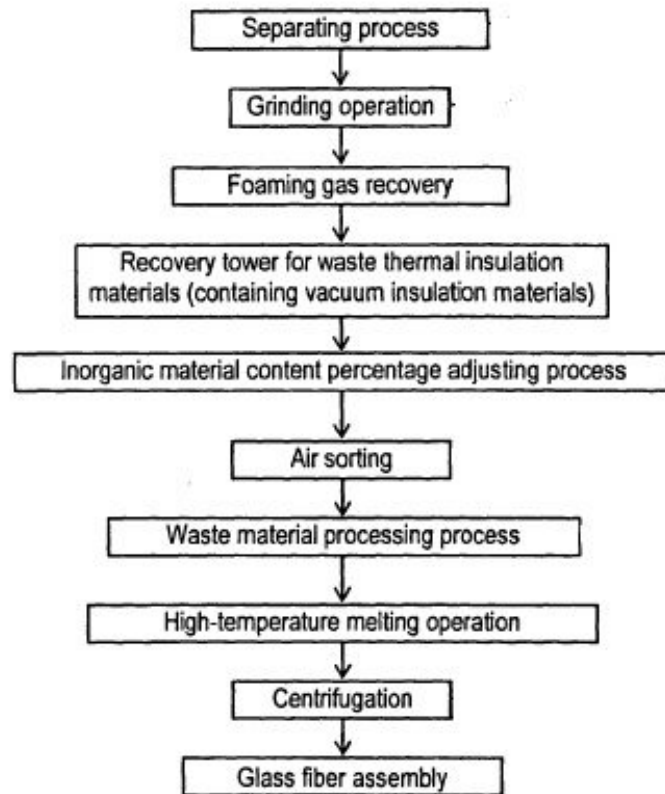 Separating process
Grinding operation
Foaming gas recovery
Recovery tower for waste thermal insulation
materials (containing vacuum insulation materials)
Inorganic material content percentage adjusting process
Air sorting
Waste material processing process
High-temperature melting operation
Centrifugation
Glass fiber assembly